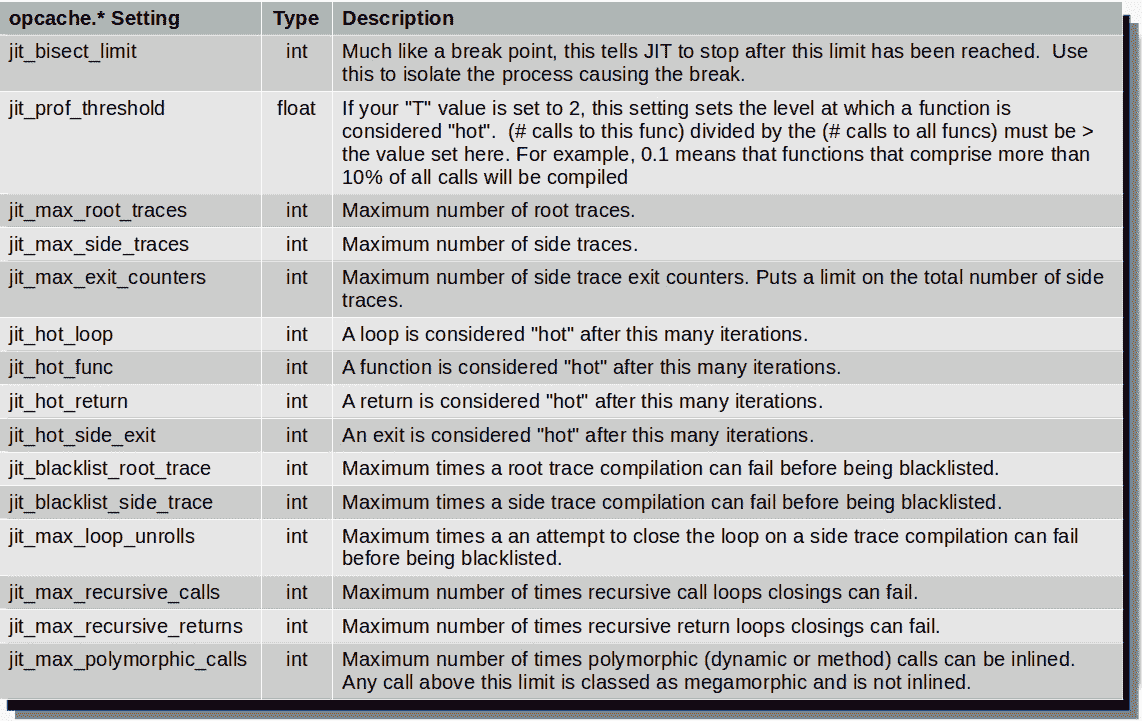 opcache.* Setting Type Description
jit_bisect_limit int Much like a break point, this tells JIT to stop after this limit has been reached.  Use
this to isolate the process causing the break.
jit_prof_threshold float If your "T" value is set to 2, this setting sets the level at which a function is
considered "hot".  (# calls to this func) divided by the (# calls to all funcs) must be >
the value set here. For example, 0.1 means that functions that comprise more than
10% of all calls will be compiled
jit_max_root_traces int Maximum number of root traces.
jit_max_side_traces int Maximum number of side traces.
jit_max_exit_counters int Maximum number of side trace exit counters. Puts a limit on the total number of side
traces.
jit_hot_loop int A loop is considered "hot" after this many iterations.
jit_hot_func int A function is considered "hot" after this many iterations.
jit_hot_return int A return is considered "hot" after this many iterations.
jit_hot_side_exit int An exit is considered "hot" after this many iterations.
jit_blacklist_root_trace int Maximum times a root trace compilation can fail before being blacklisted.
jit_blacklist_side_trace int Maximum times a side trace compilation can fail before being blacklisted.
jit_max_loop_unrolls int Maximum times a an attempt to close the loop on a side trace compilation can fail
before being blacklisted.
jit_max_recursive_calls int Maximum number of times recursive call loops closings can fail.
jit_max_recursive_returns int Maximum number of times recursive return loops closings can fail.
jit_max_polymorphic_calls int Maximum number of times polymorphic (dynamic or method) calls can be inlined.
Any call above this limit is classed as megamorphic and is not inlined.